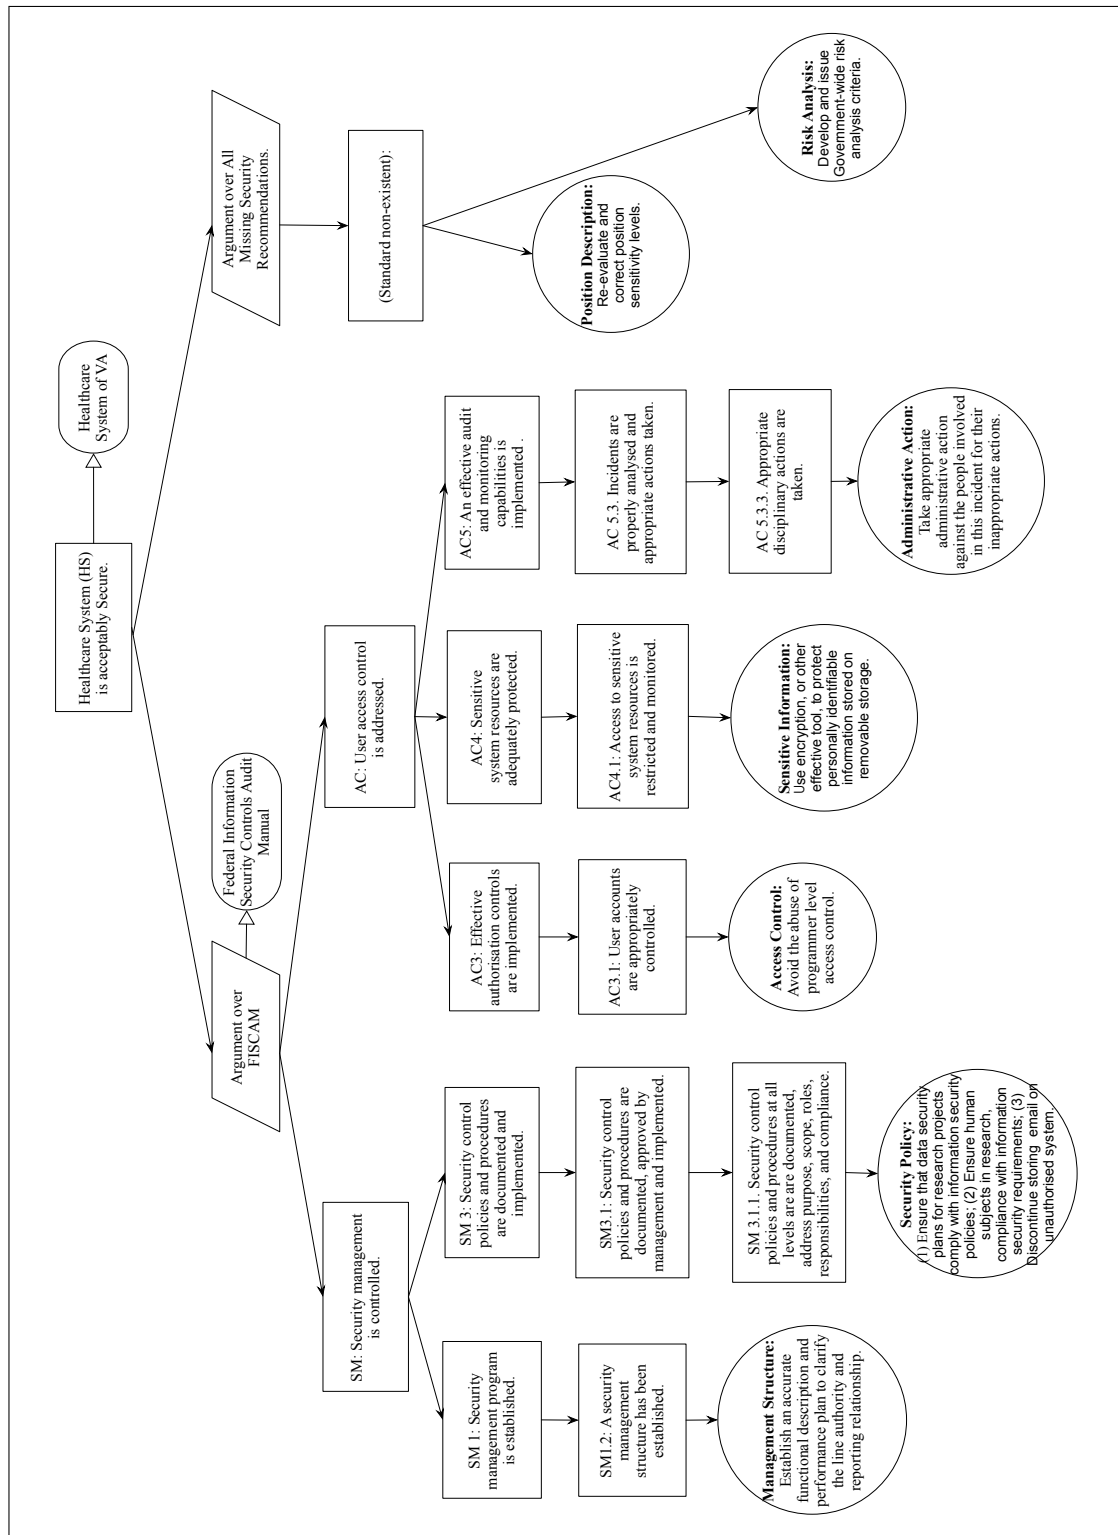 Healthcare System (HS)
is acceptably Secure.
Healthcare
System of VA
Argument over
FISCAM
Federal Information
Security Controls Audit
Manual
Argument over All
Missing Security
Recommendations.
SM: Security management
is controlled.
AC: User access control
is addressed.
(Standard non-existent):
SM 1: Security
management program
is established.
SM 3: Security control
policies and procedures
are documented and
implemented.
AC3: Effective
authorisation controls
are implemented.
AC4: Sensitive
system resources are
adequately protected.
AC5: An effective audit
and monitoring
capabilities is
implemented .
Position Description:
Re-evaluate and
correct position
sensitivity levels.
Risk Analysis:
Develop and issue
Government-wide risk
analysis criteria.
SM1.2: A security
management
structure has been
established.
SM3.1: Security control
policies and procedures are
documented, approved by
management and implemented.
AC3.1: User accounts
are appropriately
controlled.
AC4.1: Access to sensitive
system resources is
restricted and monitored.
AC 5.3. Incidents are
properly analysed and
appropriate actions taken.
Management Structure:
Establish an accurate
functional description and
performance plan to clarify
the line authority and
reporting relationship.
SM 3.1.1. Security control
policies and procedures at all
levels are are documented,
address purpose, scope, roles,
responsibilities, and compliance.
Access Control:
Avoid the abuse of
programmer level
access control.
Sensitive Information:
Use encryption, or other
effective tool, to protect
personally identifiable
information stored on
removable storage.
AC 5.3.3. Appropriate
disciplinary actions are
taken.
Security Policy:
(1) Ensure that data security
plans for research projects
comply with information security
policies; (2) Ensure human
subjects in research,
compliance with information
security requirements; (3)
Discontinue storing email on
unauthorised system.
Administrative Action:
Take appropriate
administrative action
against the people involved
in this incident for their
inappropriate actions.